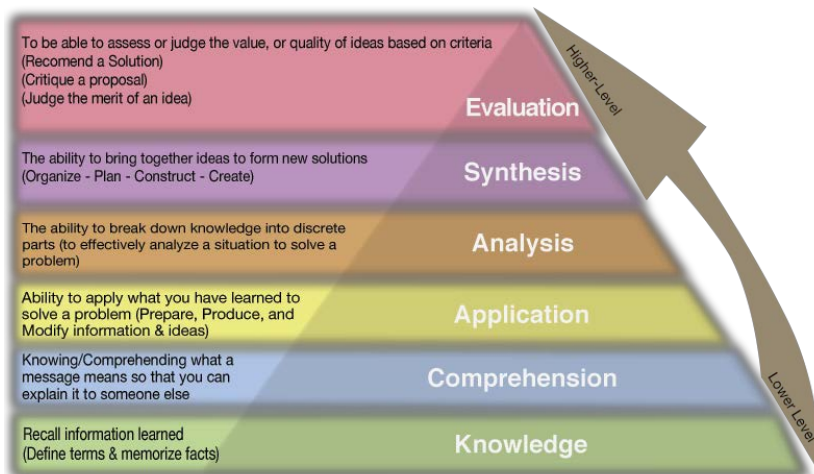 To be able to assess or judge the value, or quality of ideas based on criteria
(Recomend a Solution)
(Critique a proposal)
(Judge the merit of an idea)
Evaluation
Higher-Level
The ability to bring together ideas to form new solutions
(Organize - Plan - Construct - Create)
Synthesis
The ability to break down knowledge into discrete
parts (to effectively analyze a situation to solve a
problem)
Analysis
Ability to apply what you have learned to
solve a problem (Prepare, Produce, and
Modify information & ideas)
Application
Knowing/Comprehending what a
message means so that you can
explain it to someone else
Comprehension
Lower Level
Recall information learned
(Define terms & memorize facts)
Knowledge